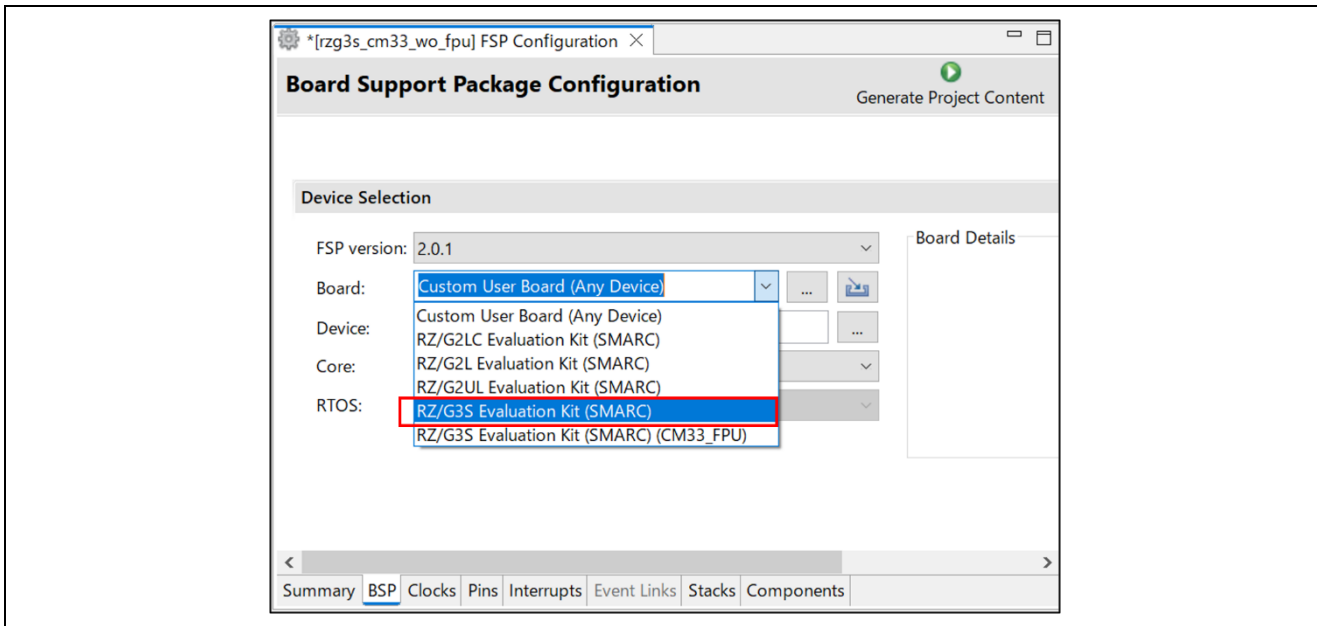 *[rzg3s_cm33_wo_fpu] FSP Configuration
Board Support Package Configuration
Generate Project Content
Device Selection
FSP version: 2.0.1
Board Details
Board: Custom User Board (Any Device) ...
Custom User Board (Any Device)
Device: ...
RZ/G2LC Evaluation Kit (SMARC)
RZ/G2L Evaluation Kit (SMARC)
Core:
RZ/G2UL Evaluation Kit (SMARC)
RTOS:
RZ/G3S Evaluation Kit (SMARC)
RZ/G3S Evaluation Kit (SMARC) (CM33_FPU)
Summary BSP Clocks Pins Interrupts Event Links Stacks Components